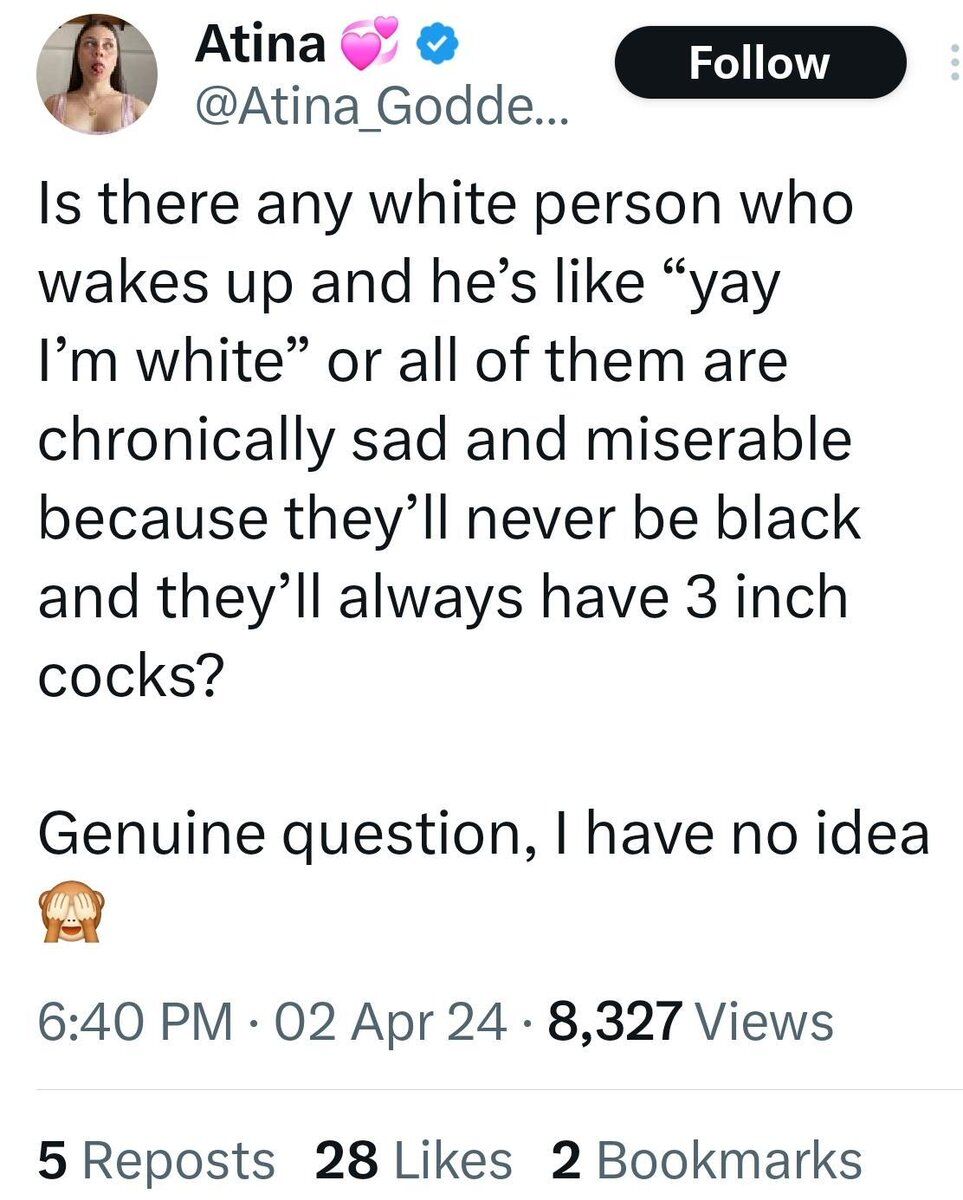 Atina 💞
Follow
@Atina_Godde...
Is there any white person who
wakes up and he’s like “yay
I’m white” or all of them are
chronically sad and miserable
because they’ll never be black
and they’ll always have 3 inch
cocks?
Genuine question, I have no idea
🙈
6:40 PM · 02 Apr 24 · 8,327 Views
5 Reposts 28 Likes 2 Bookmarks